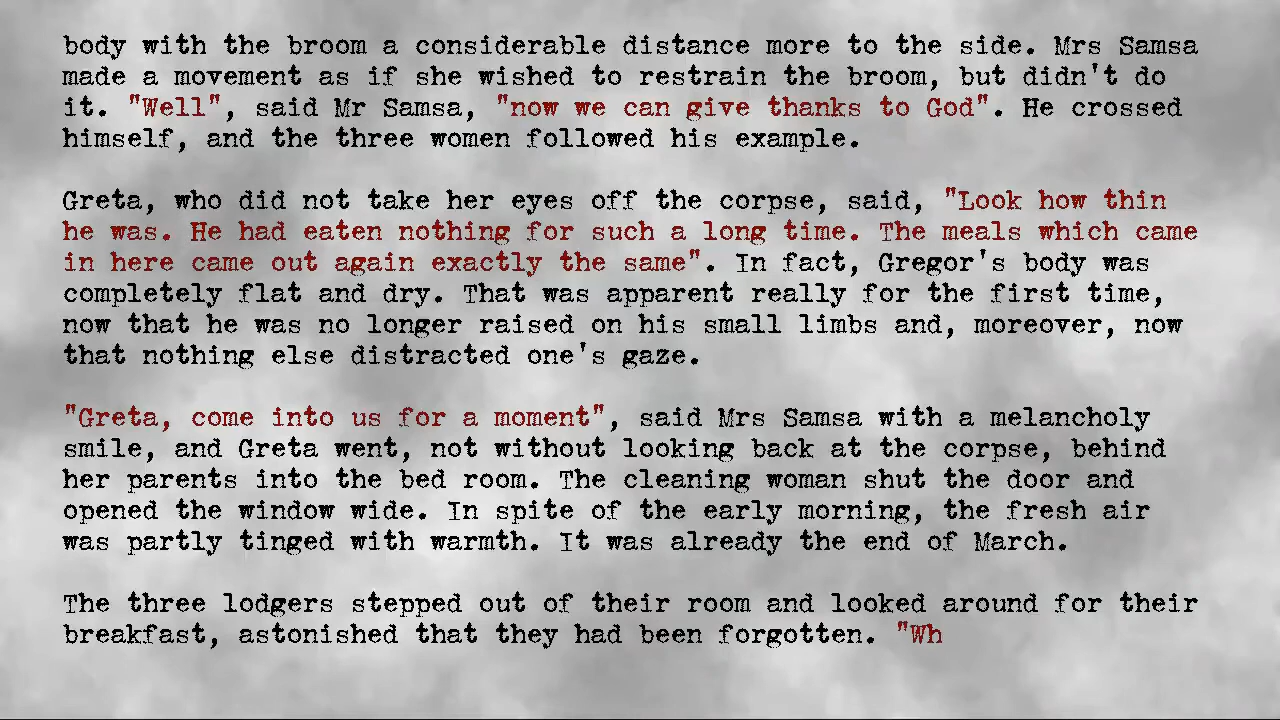 body with the broom a considerable distance more to the side. Mrs Samsa
made a movement as if she wished to restrain the broom, but didn't do
it. "Well", said Mr Samsa, "now we can give thanks to God". He crossed
himself, and the three women followed his example.
Greta, who did not take her eyes off the corpse, said, "Look how thin
he was. He had eaten nothing for such a long time. The meals which came
in here came out again exactly the same". In fact, Gregor's body was
completely flat and dry. That was apparent really for the first time,
now that he was no longer raised on his small limbs and, moreover, now
that nothing else distracted one's gaze.
"Greta, come into us for a moment", said Mrs Samsa with a melancholy
smile, and Greta went, not without looking back at the corpse, behind
her parents into the bed room. The cleaning woman shut the door and
opened the window wide. In spite of the early morning, the fresh air
was partly tinged with warmth. It was already the end of March.
The three lodgers stepped out of their room and looked around for their
breakfast, astonished that they had been forgotten. "Wh